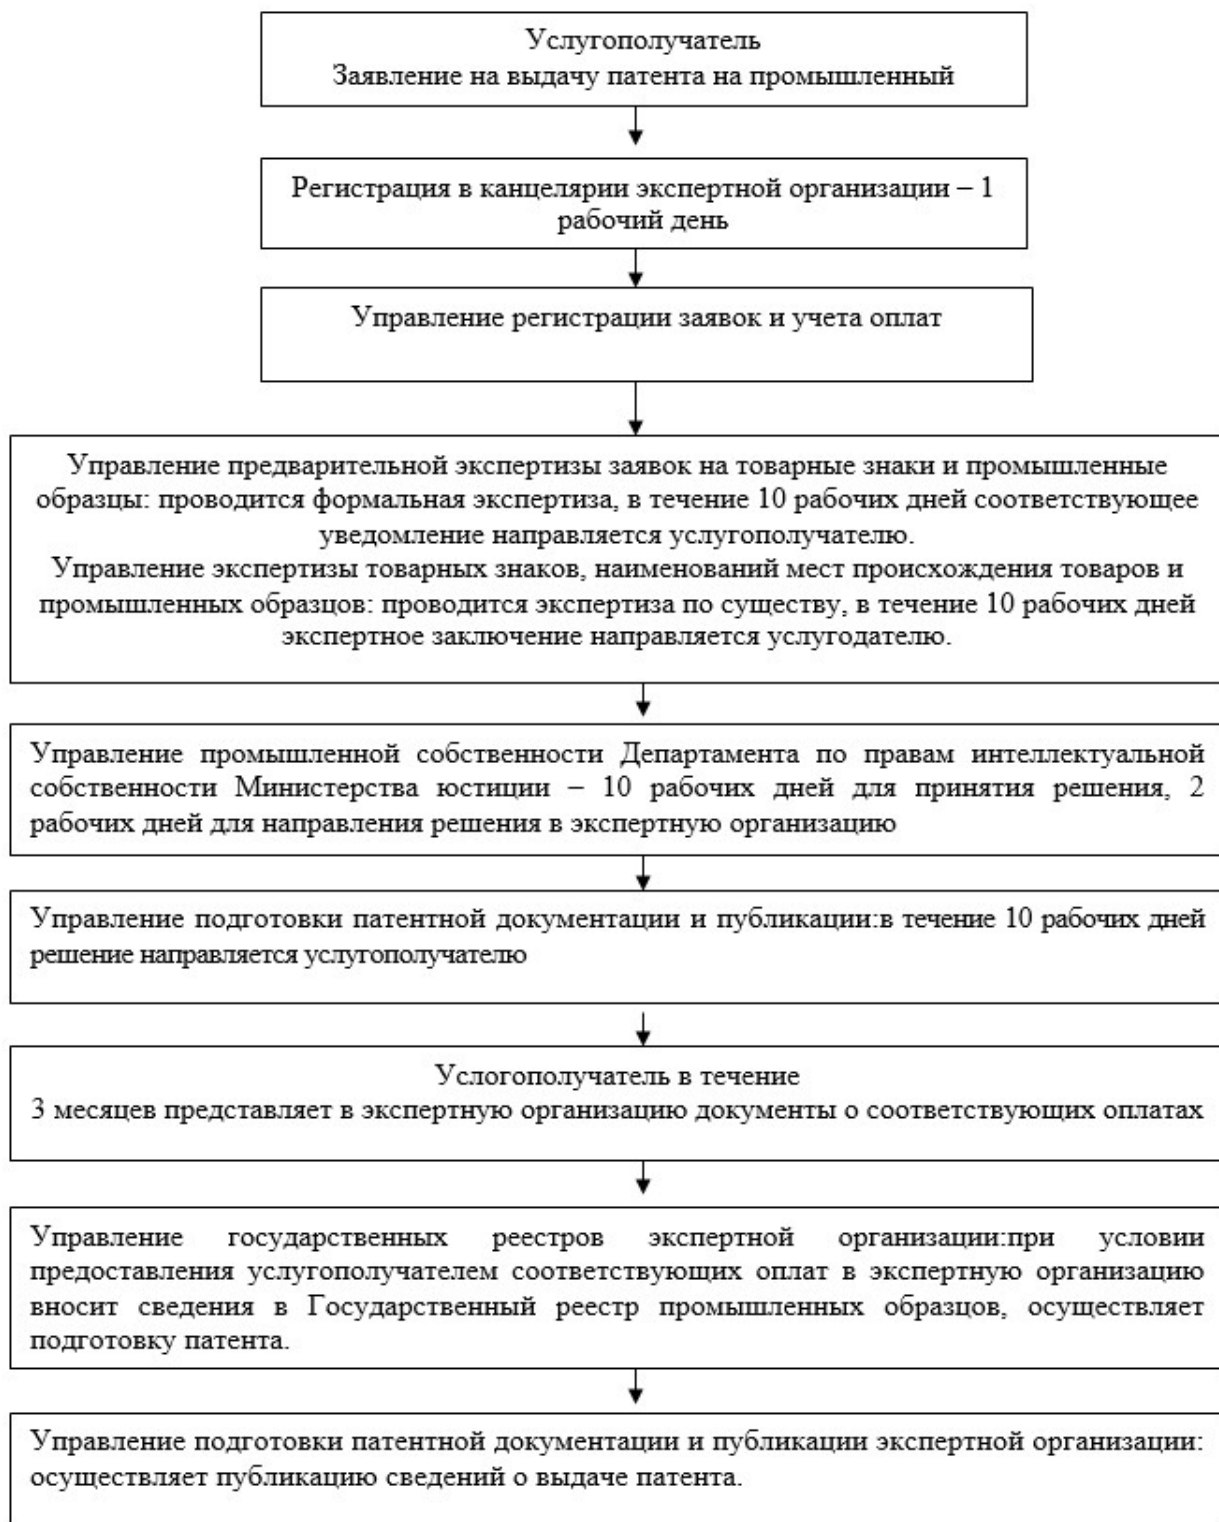 Услугополучатель
Заявление на выдачу патента на промышленный
Регистрация в канцелярии экспертной организации – 1
рабочий день
Управление регистрации заявок и учета оплат
Управление предварительной экспертизы заявок на товарные знаки и промышленные
образцы: проводится формальная экспертиза, в течение 10 рабочих дней соответствующее
уведомление направляется услугополучателю.
Управление экспертизы товарных знаков, наименований мест происхождения товаров и
промышленных образцов: проводится экспертиза по существу, в течение 10 рабочих дней
экспертное заключение направляется услугодателю.
Управление промышленной собственности Департамента по правам интеллектуальной
собственности Министерства юстиции – 10 рабочих дней для принятия решения, 2
рабочих дней для направления решения в экспертную организацию
Управление подготовки патентной документации и публикации:в течение 10 рабочих дней
решение направляется услугополучателю
Услогополучатель в течение
3 месяцев представляет в экспертную организацию документы о соответствующих оплатах
Управление государственных реестров экспертной организации:при условии
предоставления услугополучателем соответствующих оплат в экспертную организацию
вносит сведения в Государственный реестр промышленных образцов, осуществляет
подготовку патента.
Управление подготовки патентной документации и публикации экспертной организации:
осуществляет публикацию сведений о выдаче патента.